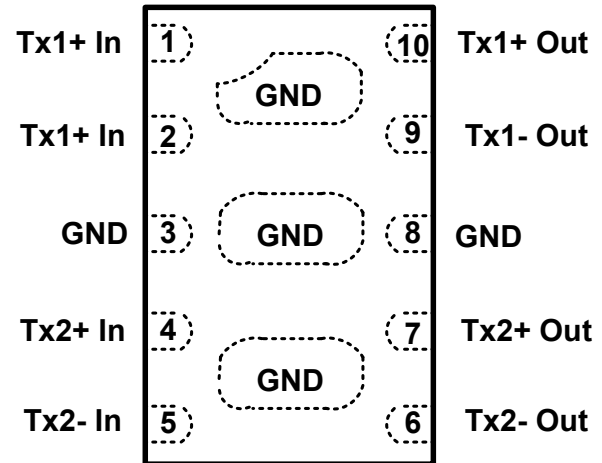 Tx1+ In 1 10 Tx1+ Out
GND
Tx1+ In 2 9 Tx1- Out
GND 3 GND 8 GND
Tx2+ In 4 7 Tx2+ Out
GND
Tx2- In 5 6 Tx2- Out